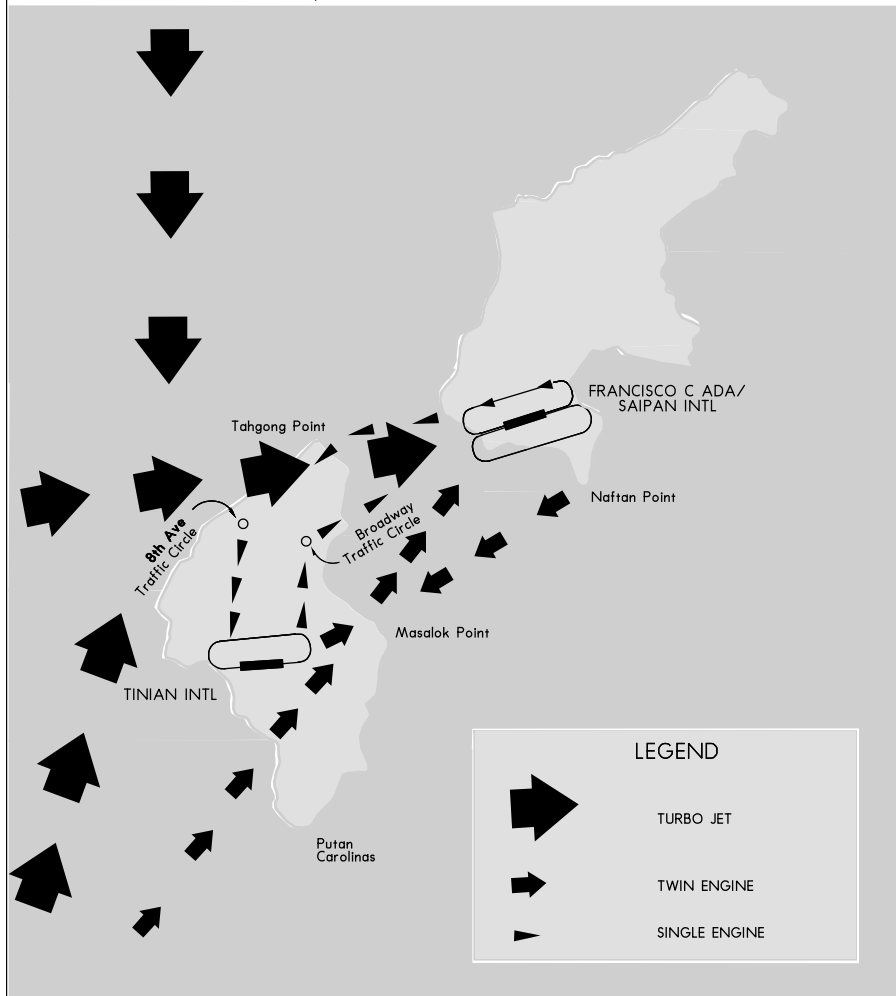 FRANCISCO C ADA/
SAIPAN INTL
Tahgong Point
Naftan Point
8th Ave
Traffic Circle
Broadway
Traffic Circle
Masalok Point
TINIAN INTL
LEGEND
TURBO JET
Putan
Carolinas
TWIN ENGINE
SINGLE ENGINE